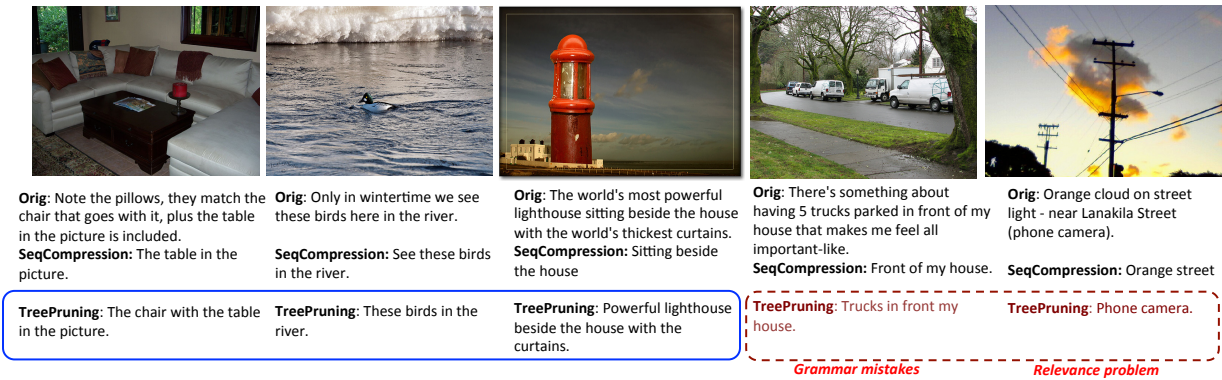 Orig: Note the pillows, they match the
chair that goes with it, plus the table
in the picture is included.
SeqCompression: The table in the
picture.
TreePruning: The chair with the table
in the picture.
Orig: Only in wintertime we see
these birds here in the river.
SeqCompression: See these birds
in the river.
TreePruning: These birds in the
river.
Orig: The world's most powerful
lighthouse sitting beside the house
with the world's thickest curtains.
SeqCompression: Sitting beside
the house
TreePruning: Powerful lighthouse
beside the house with the
curtains.
Orig: There's something about
having 5 trucks parked in front of my
house that makes me feel all
important-like.
SeqCompression: Front of my house.
TreePruning: Trucks in front my
house.
Grammar mistakes
Orig: Orange cloud on street
light - near Lanakila Street
(phone camera).
SeqCompression: Orange street
TreePruning: Phone camera.
Relevance problem